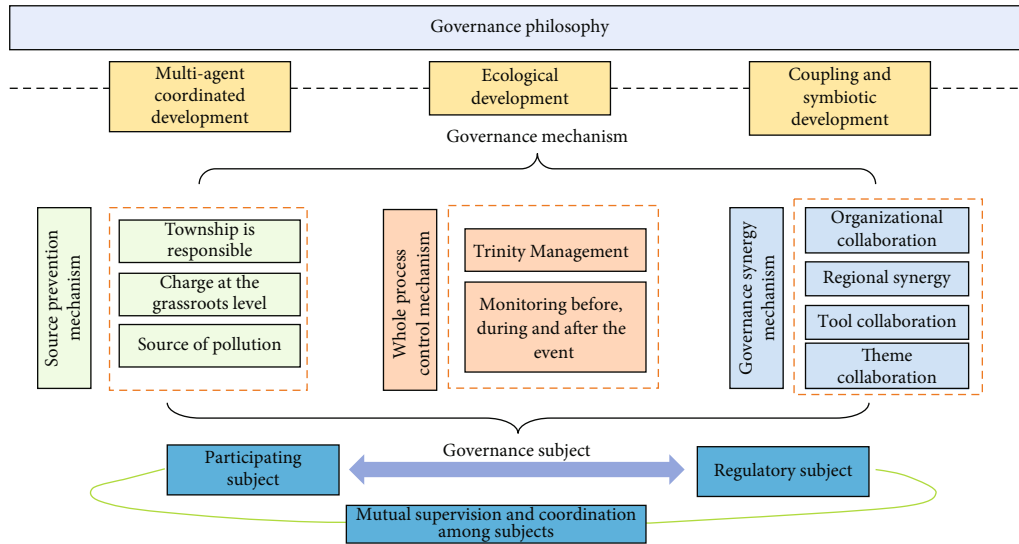 Governance philosophy
Multi-agent
coordinated
development
Ecological
development
Coupling and
symbiotic
development
Governance mechanism
Source prevention
mechanism
Township is
responsible
Charge at the
grassroots level
Source of pollution
Whole process
control mechanism
Trinity Management
Monitoring before,
during and after the
event
Governance synergy
mechanism
Organizational
collaboration
Regional synergy
Tool collaboration
Theme
collaboration
Governance subject
Participating
subject
Regulatory subject
Mutual supervision and coordination
among subjects